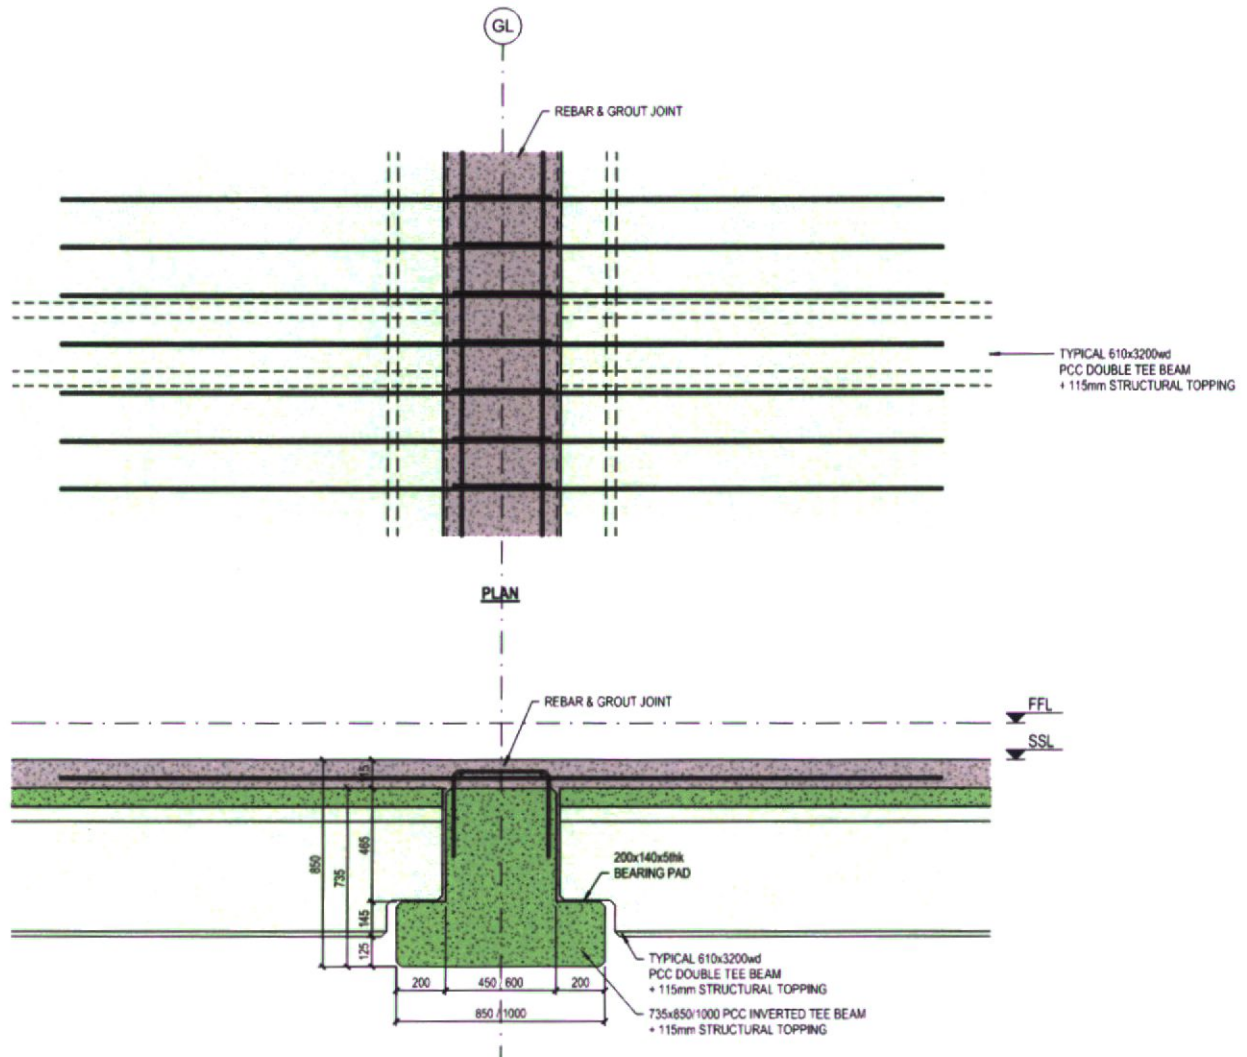 GL
REBAR & GROUT JOINT
TYPICAL 610x3200wd
PCC DOUBLE TEE BEAM
+ 115mm STRUCTURAL TOPPING
PLAN
REBAR & GROUT JOINT
FFL
SSL
115
465
850
735
145
125
200x140x5thk
BEARING PAD
200
450 / 600
200
850 / 1000
TYPICAL 610x3200wd
PCC DOUBLE TEE BEAM
+ 115mm STRUCTURAL TOPPING
735x850/1000 PCC INVERTED TEE BEAM
+ 115mm STRUCTURAL TOPPING